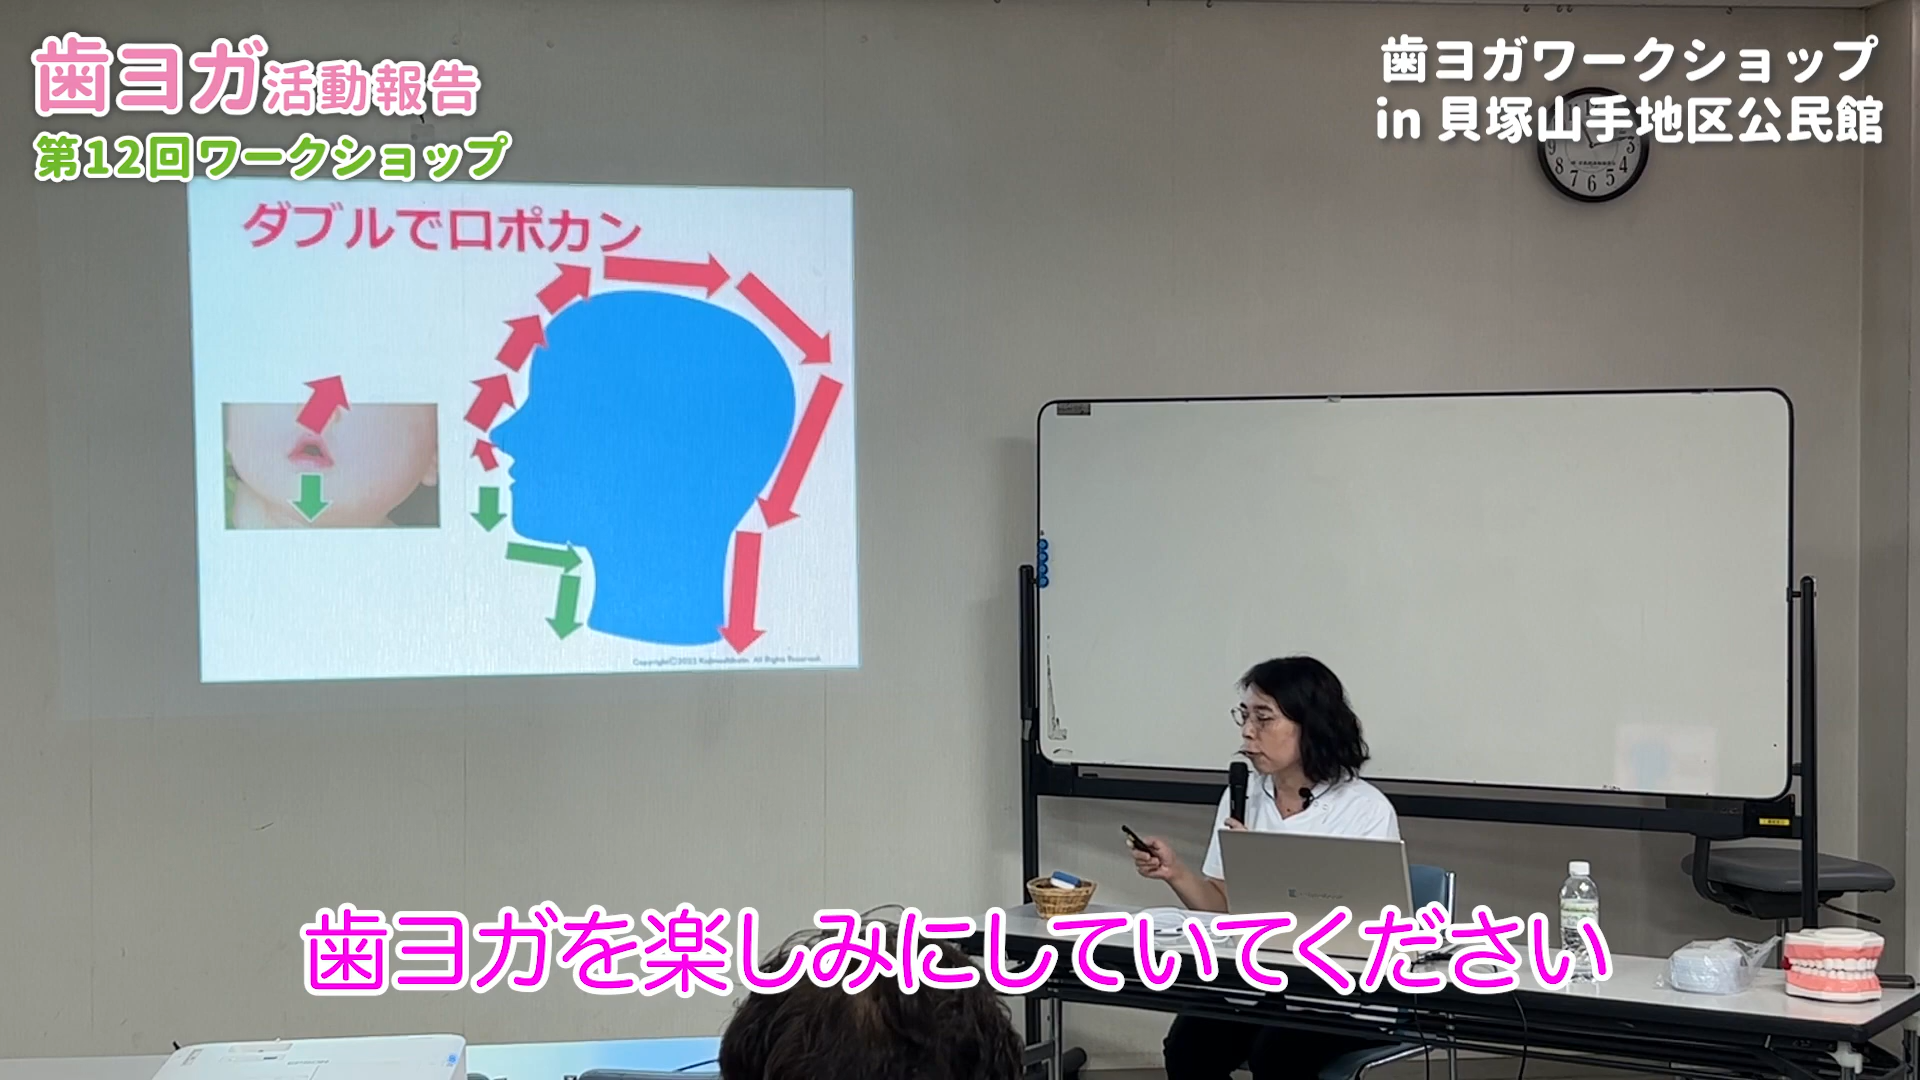 歯ヨガ活動報告
第12回ワークショップ
歯ヨガワークショップ
in 貝塚山手地区公民館
ダブルで口ポカン
歯ヨガを楽しみにしていてください